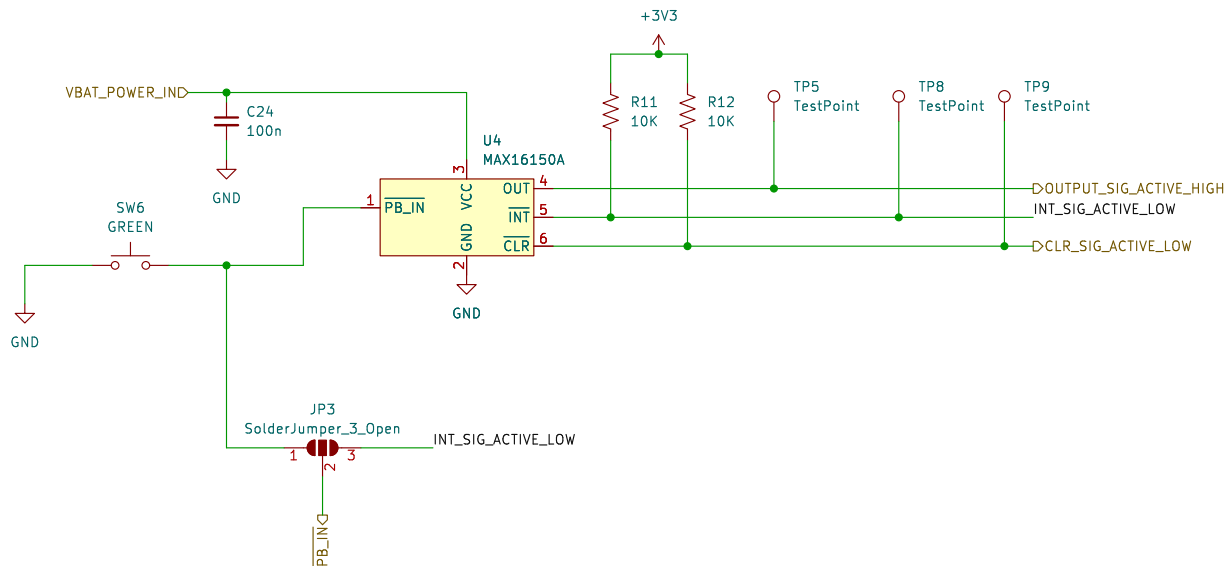 +3V3
VBAT_POWER_IN
C24
100n
GND
R11
10K
R12
10K
TP5
TestPoint
TP8
TestPoint
TP9
TestPoint
U4
MAX16150A
3
VCC
1
PB_IN
OUT
4
INT
5
CLR
6
GND
2
GND
OUTPUT_SIG_ACTIVE_HIGH
INT_SIG_ACTIVE_LOW
CLR_SIG_ACTIVE_LOW
SW6
GREEN
GND
JP3
SolderJumper_3_Open
1
2
3
INT_SIG_ACTIVE_LOW
PB_IN